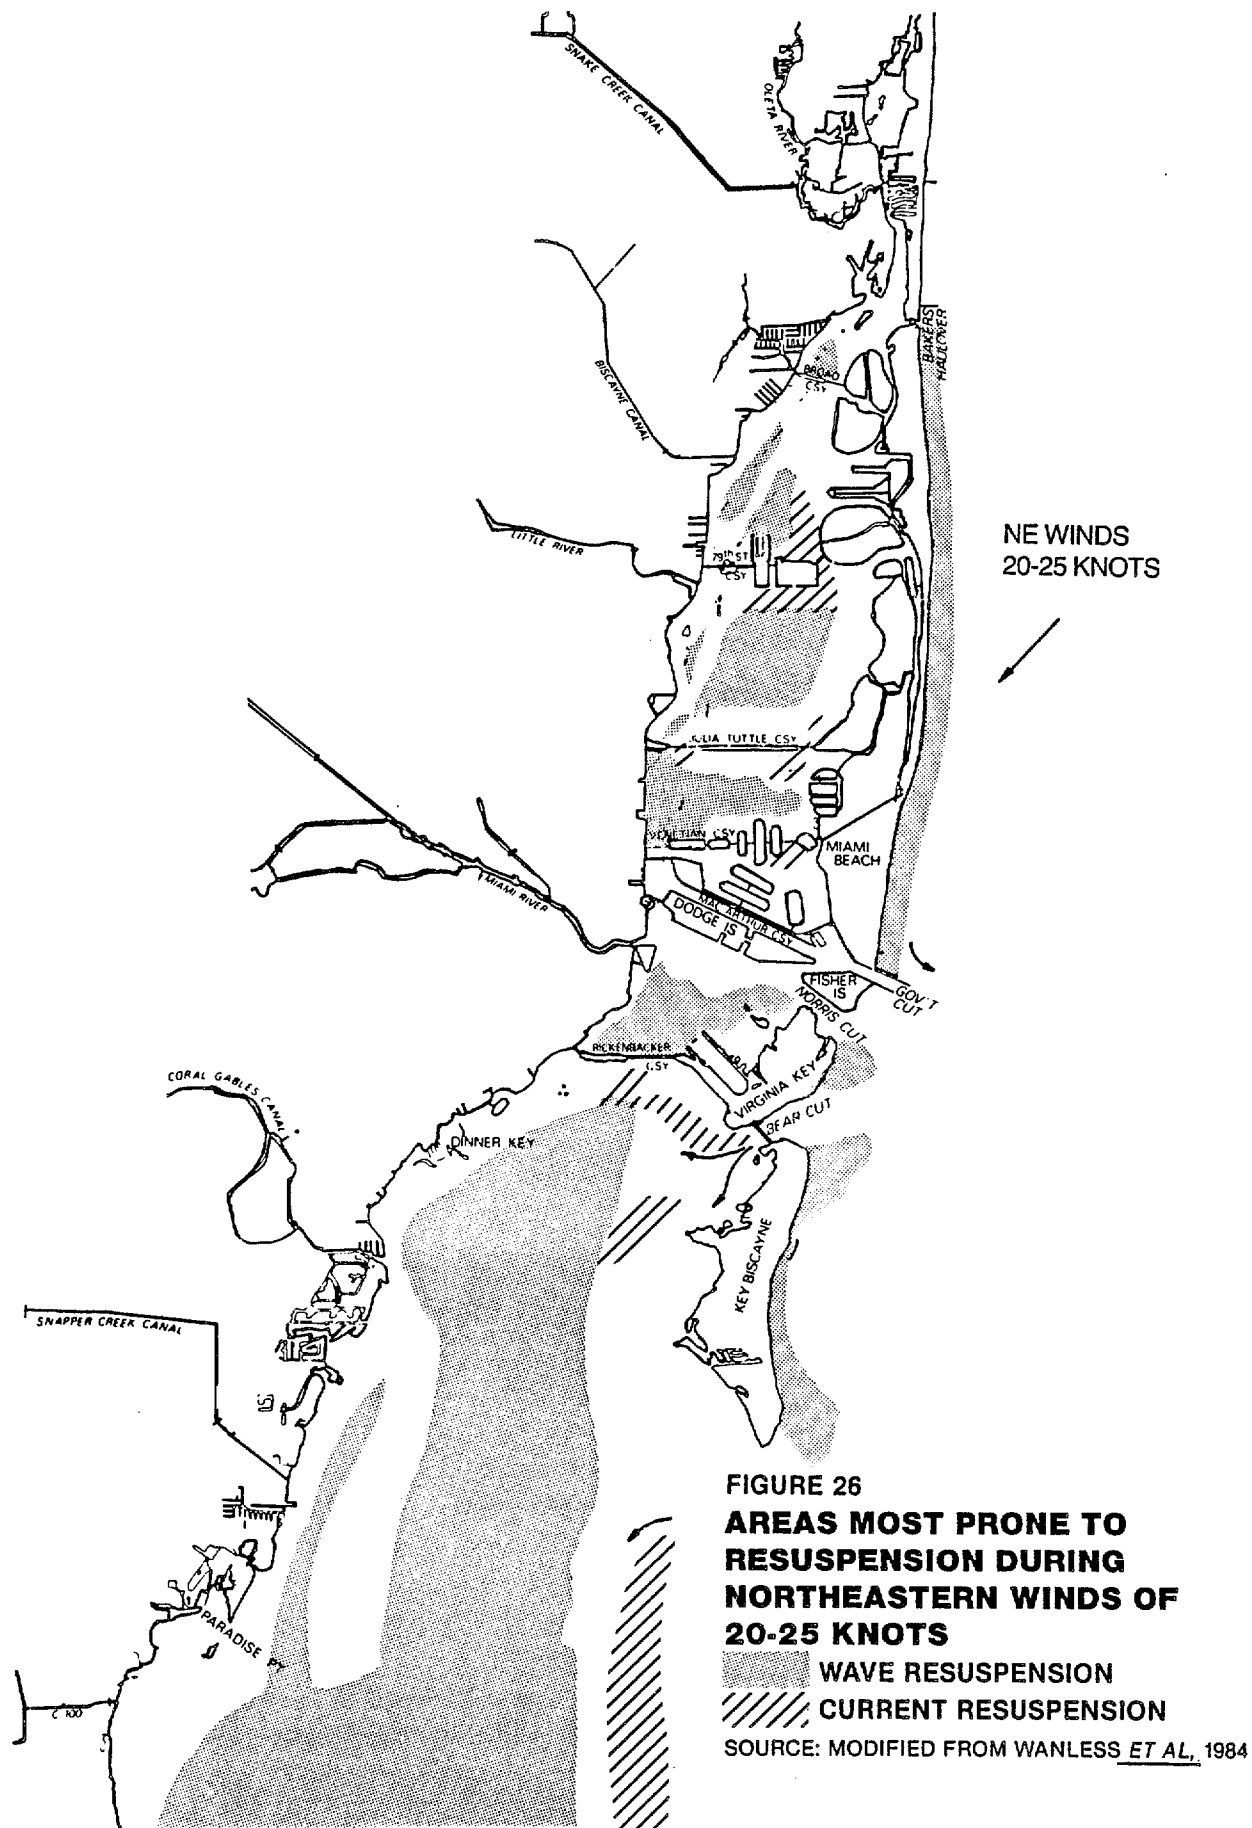 SNAKE CREEK CANAL
OLETA RIVER
BAKERS
HAULOVER
BROAD
CSY
BISCAYNE CANAL
LITTLE RIVER
79th ST
CSY
NE WINDS
20-25 KNOTS
JULIA TUTTLE CSY
VENETIAN CSY
MIAMI
BEACH
MIAMI RIVER
MAC ARTHUR CSY
DODGE IS
FISHER
IS
GOV'T
CUT
NORRIS CUT
RICKENBACKER
CSY
VIRGINIA KEY
BEAR CUT
CORAL GABLES CANAL
DINNER KEY
KEY BISCAYNE
SNAPPER CREEK CANAL
PARADISE PT
C 100
FIGURE 26
AREAS MOST PRONE TO
RESUSPENSION DURING
NORTHEASTERN WINDS OF
20-25 KNOTS
WAVE RESUSPENSION
CURRENT RESUSPENSION
SOURCE: MODIFIED FROM WANLESS ET AL, 1984